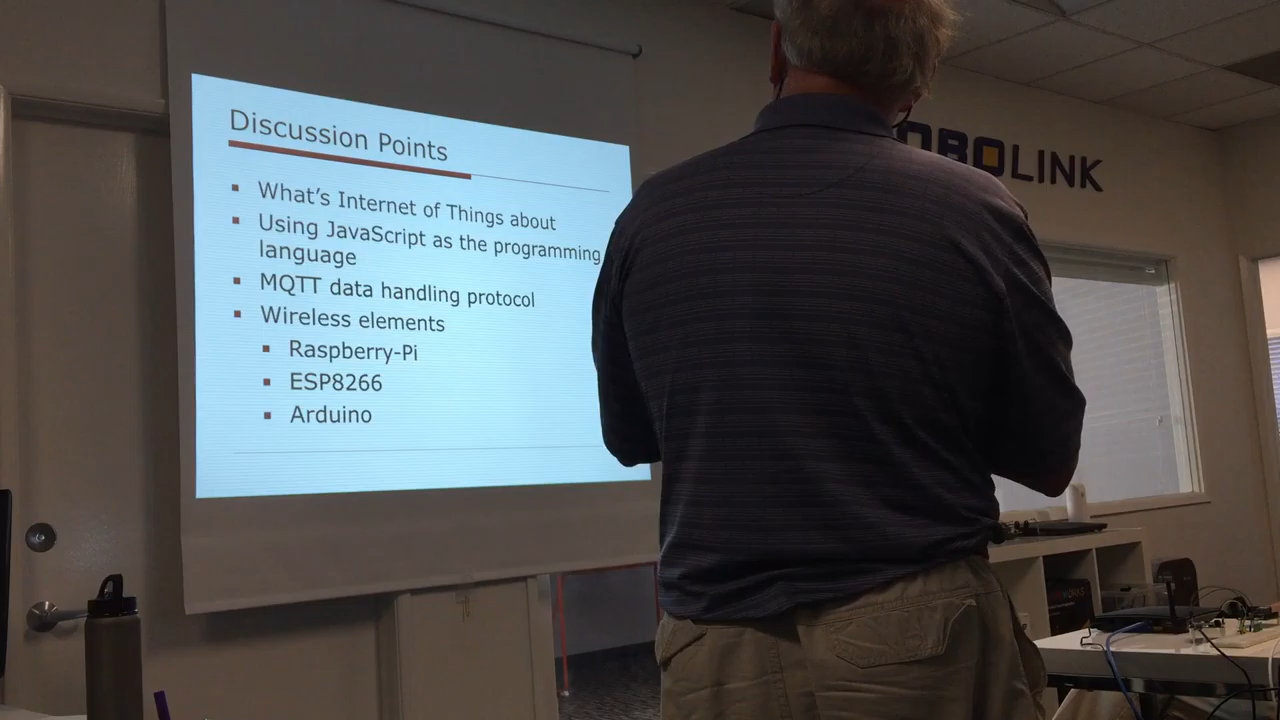 Discussion Points
What's Internet of Things about
Using JavaScript as the programming
language
MQTT data handling protocol
Wireless elements
Raspberry-Pi
ESP8266
Arduino
OBOLINK